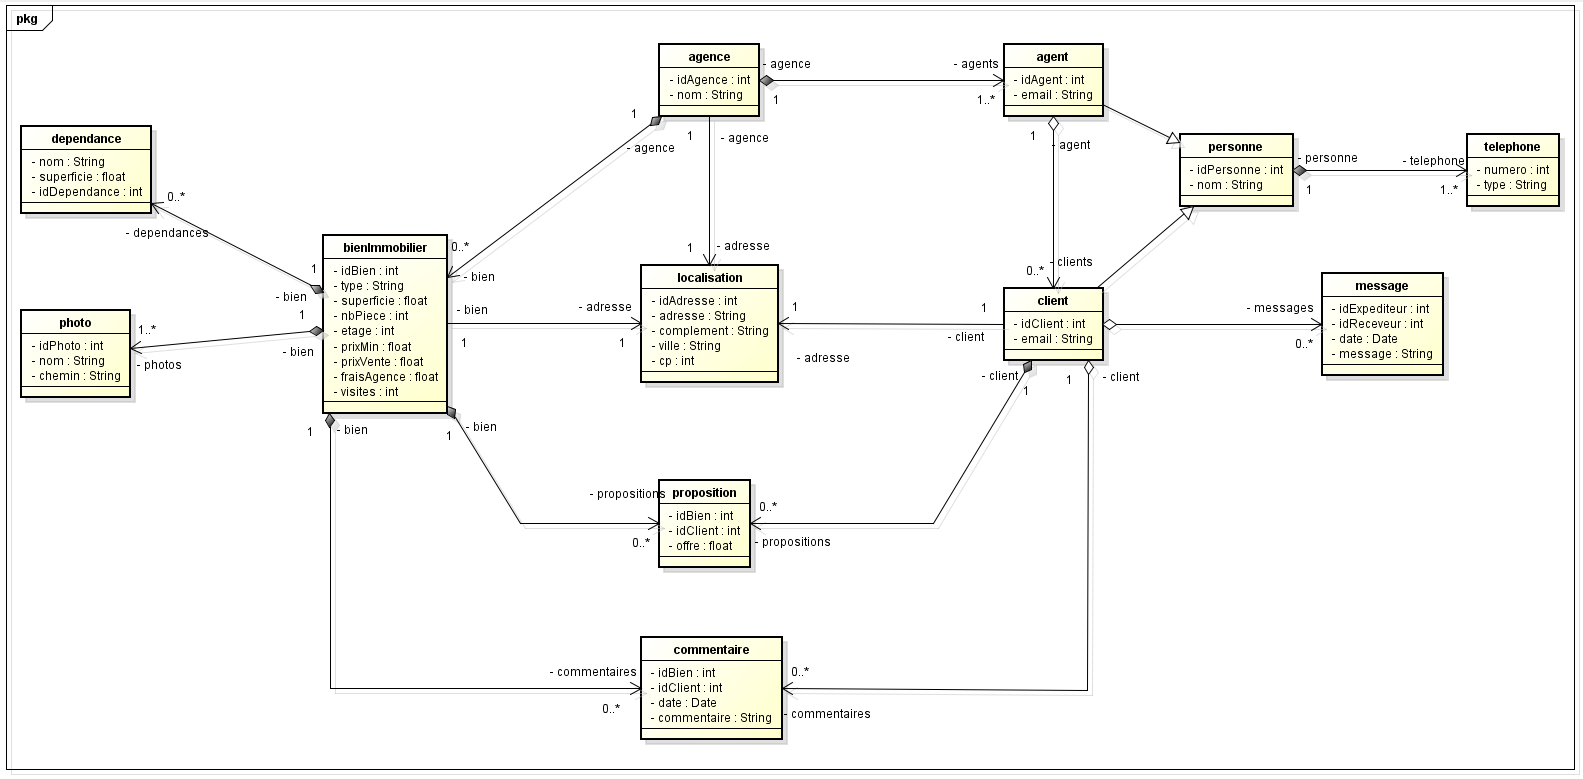 pkg
agence
- idAgence : int
- nom : String
- agence
1
- agents
1..*
agent
- idAgent : int
- email : String
1
- agence
1
- agence
1
- agent
dependance
- nom : String
- superficie : float
- idDependance : int
0..*
- dependances
personne
- idPersonne : int
- nom : String
- personne
1
- telephone
1..*
telephone
- numero : int
- type : String
bienImmobilier
- idBien : int
- type : String
- superficie : float
- nbPiece : int
- etage : int
- prixMin : float
- prixVente : float
- fraisAgence : float
- visites : int
0..*
- bien
1
- adresse
1
- bien
1
- bien
localisation
- idAdresse : int
- adresse : String
- complement : String
- ville : String
- cp : int
- clients
0..*
client
- idClient : int
- email : String
message
- idExpediteur : int
- idReceveur : int
- date : Date
- message : String
- messages
0..*
photo
- idPhoto : int
- nom : String
- chemin : String
1..*
- photos
- bien
1
- adresse
1
1
- adresse
1
- client
- client
1
1
- client
1
- bien
1
- bien
- propositions
0..*
proposition
- idBien : int
- idClient : int
- offre : float
0..*
- propositions
- commentaires
0..*
commentaire
- idBien : int
- idClient : int
- date : Date
- commentaire : String
0..*
- commentaires